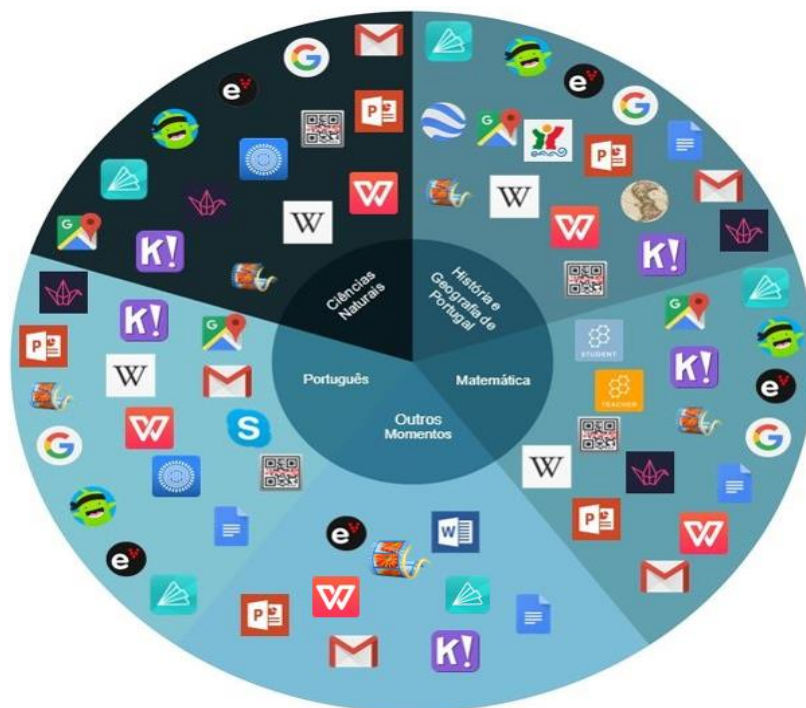 Ciências
Naturais
História e
Geografia de
Portugal
Português
Matemática
Outros
Momentos
STUDENT
TEACHER